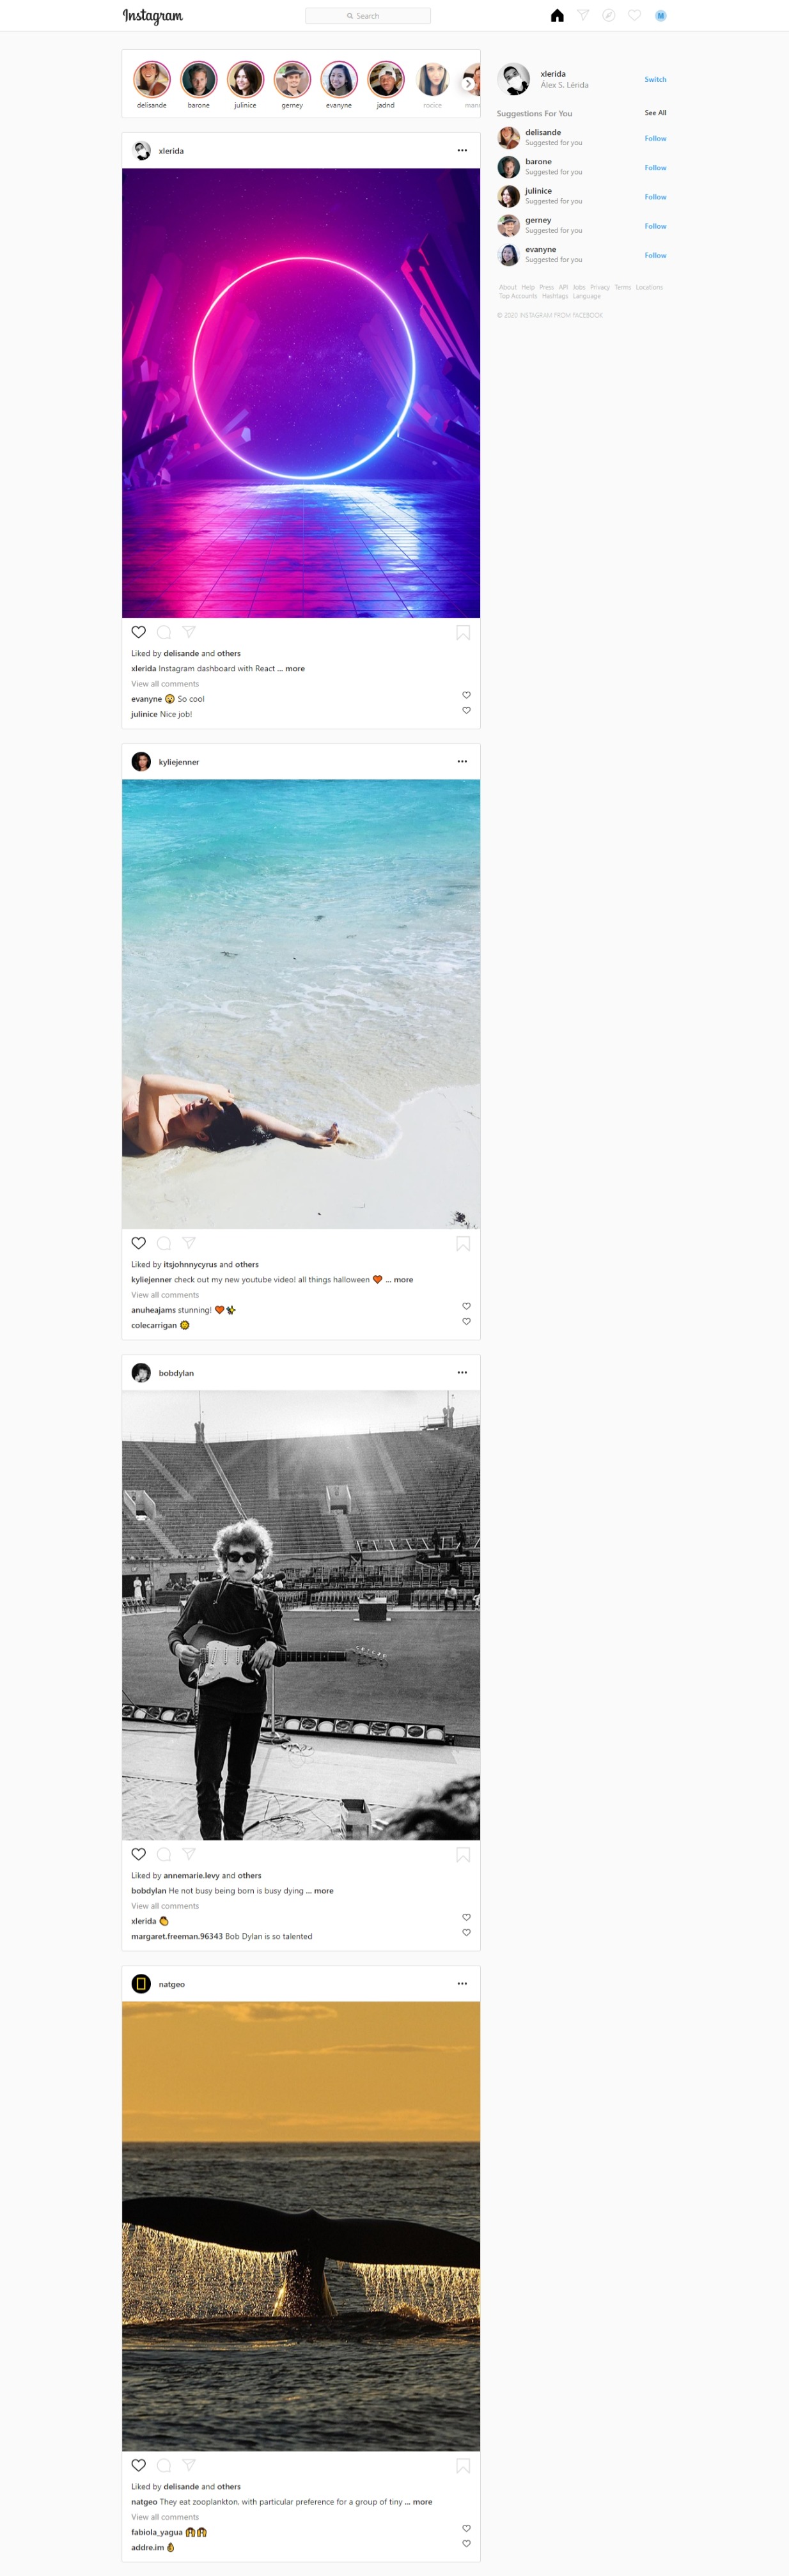 Instagram
Search
M
delisande barone julinice gerney evanyne jadnd rocice
xlerida
Álex S. Lérida
Switch
Suggestions For You See All
delisande
Suggested for you
Follow
barone
Suggested for you
Follow
julinice
Suggested for you
Follow
gerney
Suggested for you
Follow
evanyne
Suggested for you
Follow
About Help Press API Jobs Privacy Terms Locations
Top Accounts Hashtags Language
© 2020 INSTAGRAM FROM FACEBOOK
xlerida
Liked by delisande and others
xlerida Instagram dashboard with React ... more
View all comments
evanyne 😲 So cool
julinice Nice job!
kyliejenner
Liked by itsjohnnycyrus and others
kyliejenner check out my new youtube video! all things halloween 🧡 ... more
View all comments
anuheajams stunning! 🧡
colecarrigan
bobdylan
Liked by annemarie.levy and others
bobdylan He not busy being born is busy dying ... more
View all comments
xlerida 👏
margaret.freeman.96343 Bob Dylan is so talented
natgeo
Liked by delisande and others
natgeo They eat zooplankton, with particular preference for a group of tiny ... more
View all comments
fabiola_yagua 🙌🙌
addre.im